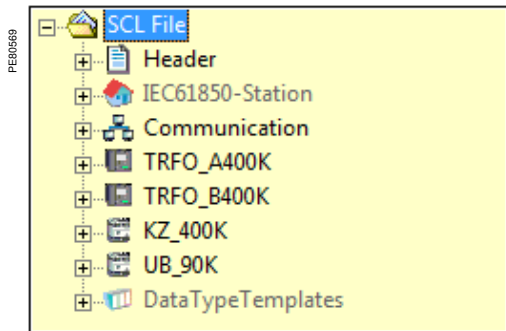 PE80569
SCL File
Header
IEC61850-Station
Communication
TRFO_A400K
TRFO_B400K
KZ_400K
UB_90K
DataTypeTemplates